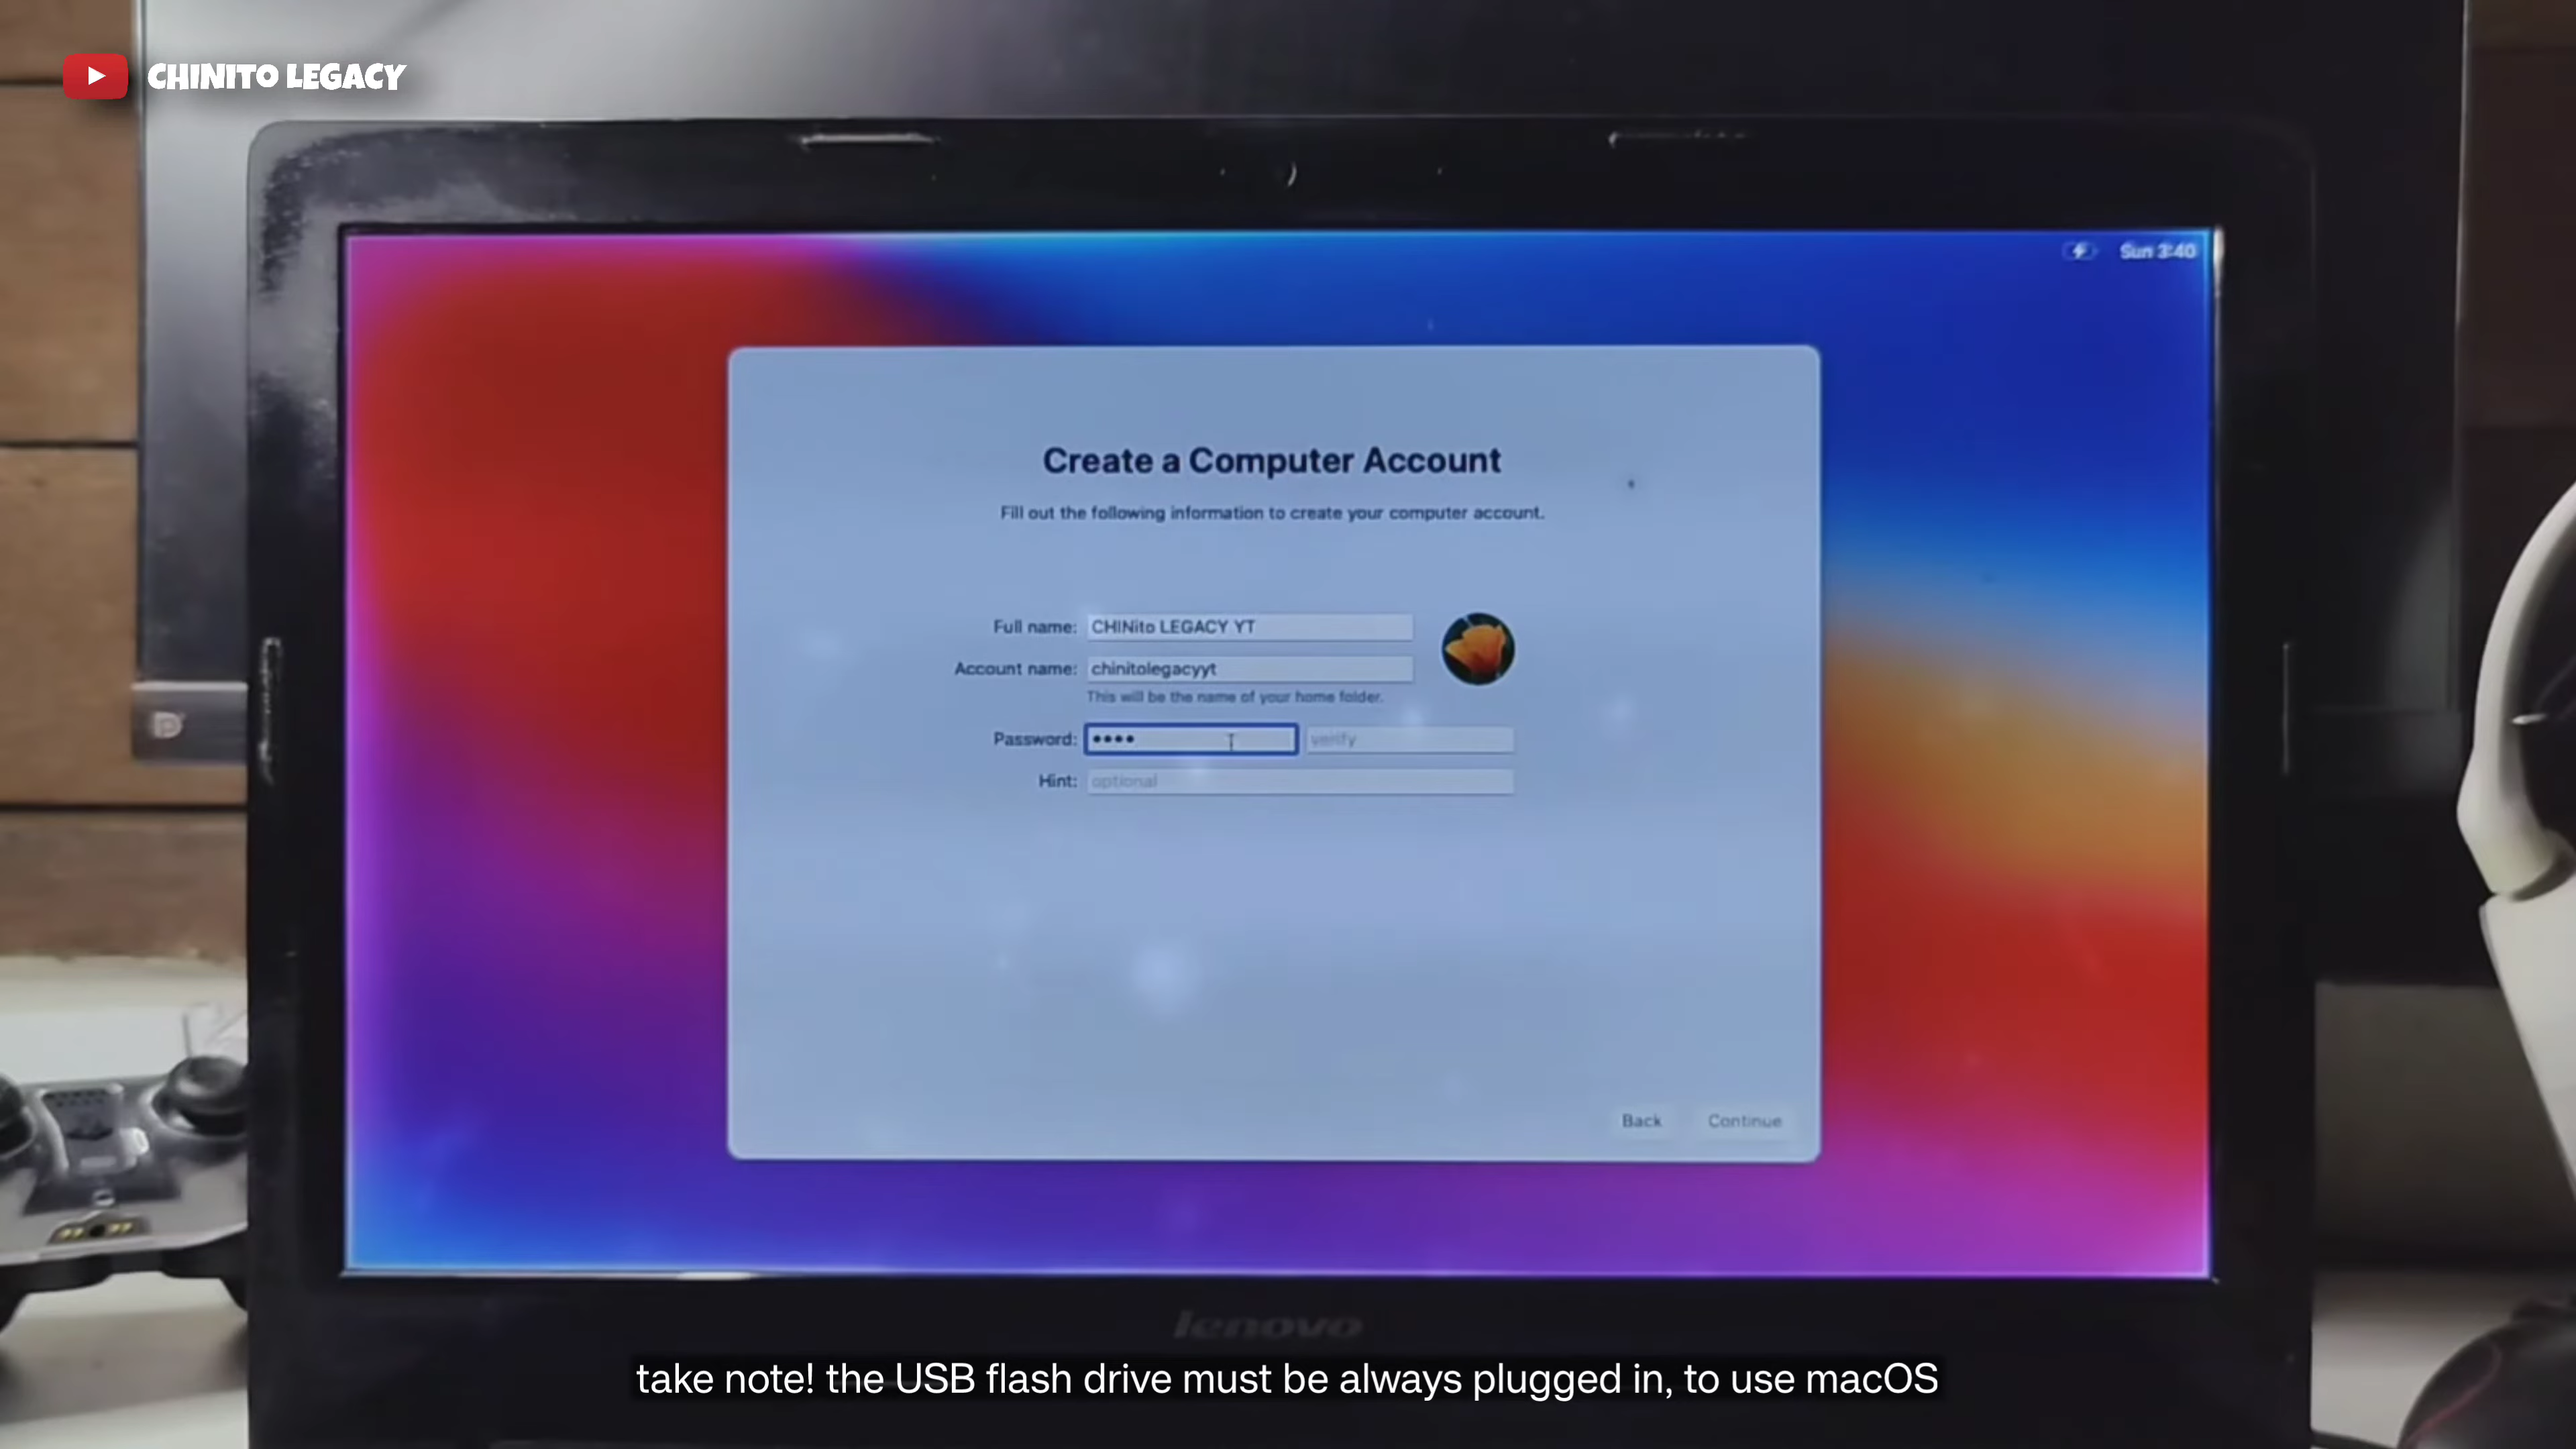 CHINITO LEGACY
Sun 3:40
Create a Computer Account
Fill out the following information to create your computer account.
Full name: CHINito LEGACY YT
Account name: chinitolegacyyt
This will be the name of your home folder.
Password: •••• verify
Hint: optional
Back Continue
lenovo
take note! the USB flash drive must be always plugged in, to use macOS